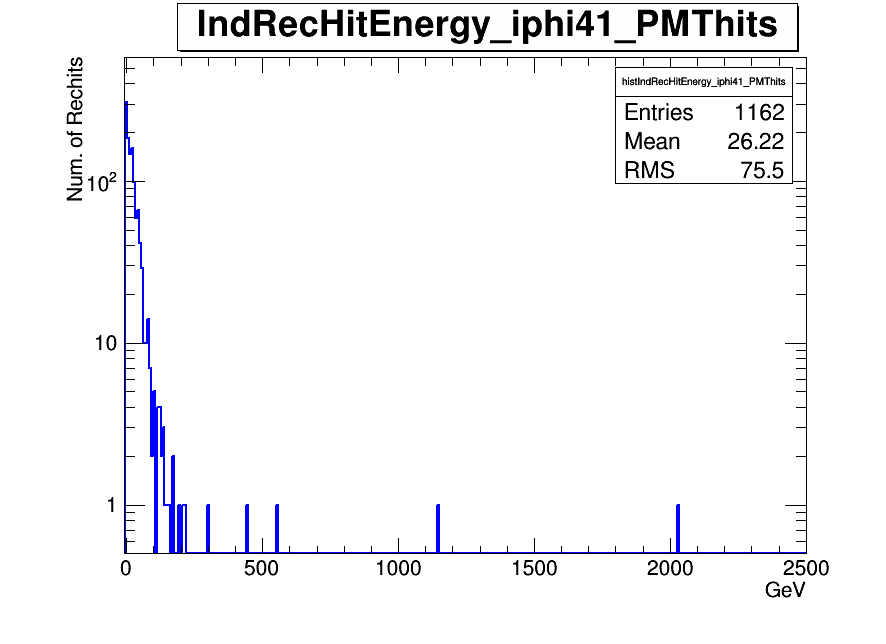 IndRecHitEnergy_iphi41_PMThits
histIndRecHitEnergy_iphi41_PMThits
Entries 1162
Mean 26.22
RMS 75.5
Num. of Rechits
10²
10
1
0 500 1000 1500 2000 2500
GeV